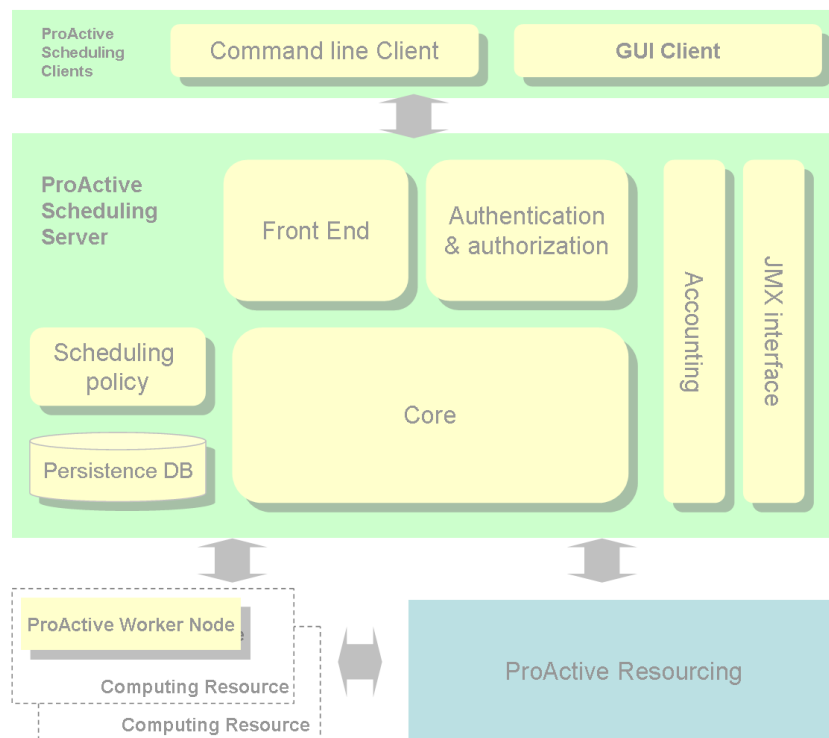 ProActive
Scheduling
Clients
Command line Client
GUI Client
ProActive
Scheduling
Server
Front End
Authentication
& authorization
Accounting
JMX interface
Scheduling
policy
Core
Persistence DB
ProActive Worker Node
Computing Resource
Computing Resource
ProActive Resourcing